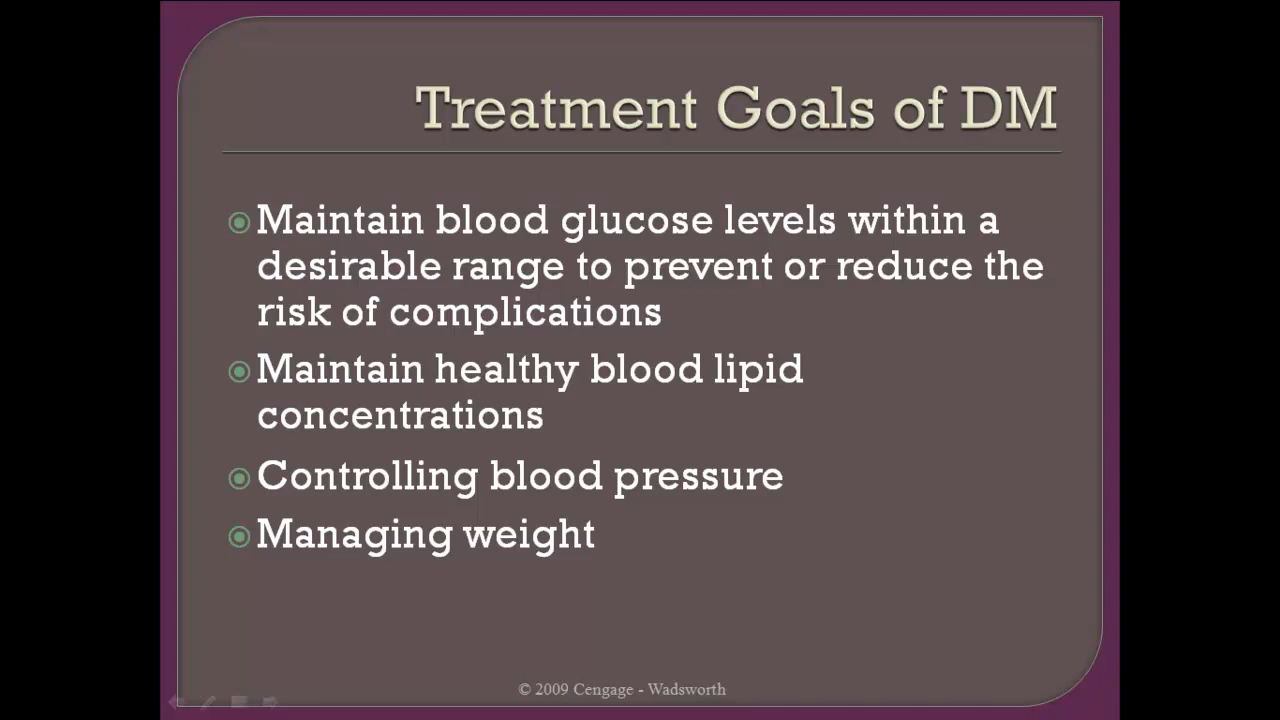 Treatment Goals of DM
Maintain blood glucose levels within a
desirable range to prevent or reduce the
risk of complications
Maintain healthy blood lipid
concentrations
Controlling blood pressure
Managing weight
© 2009 Cengage - Wadsworth